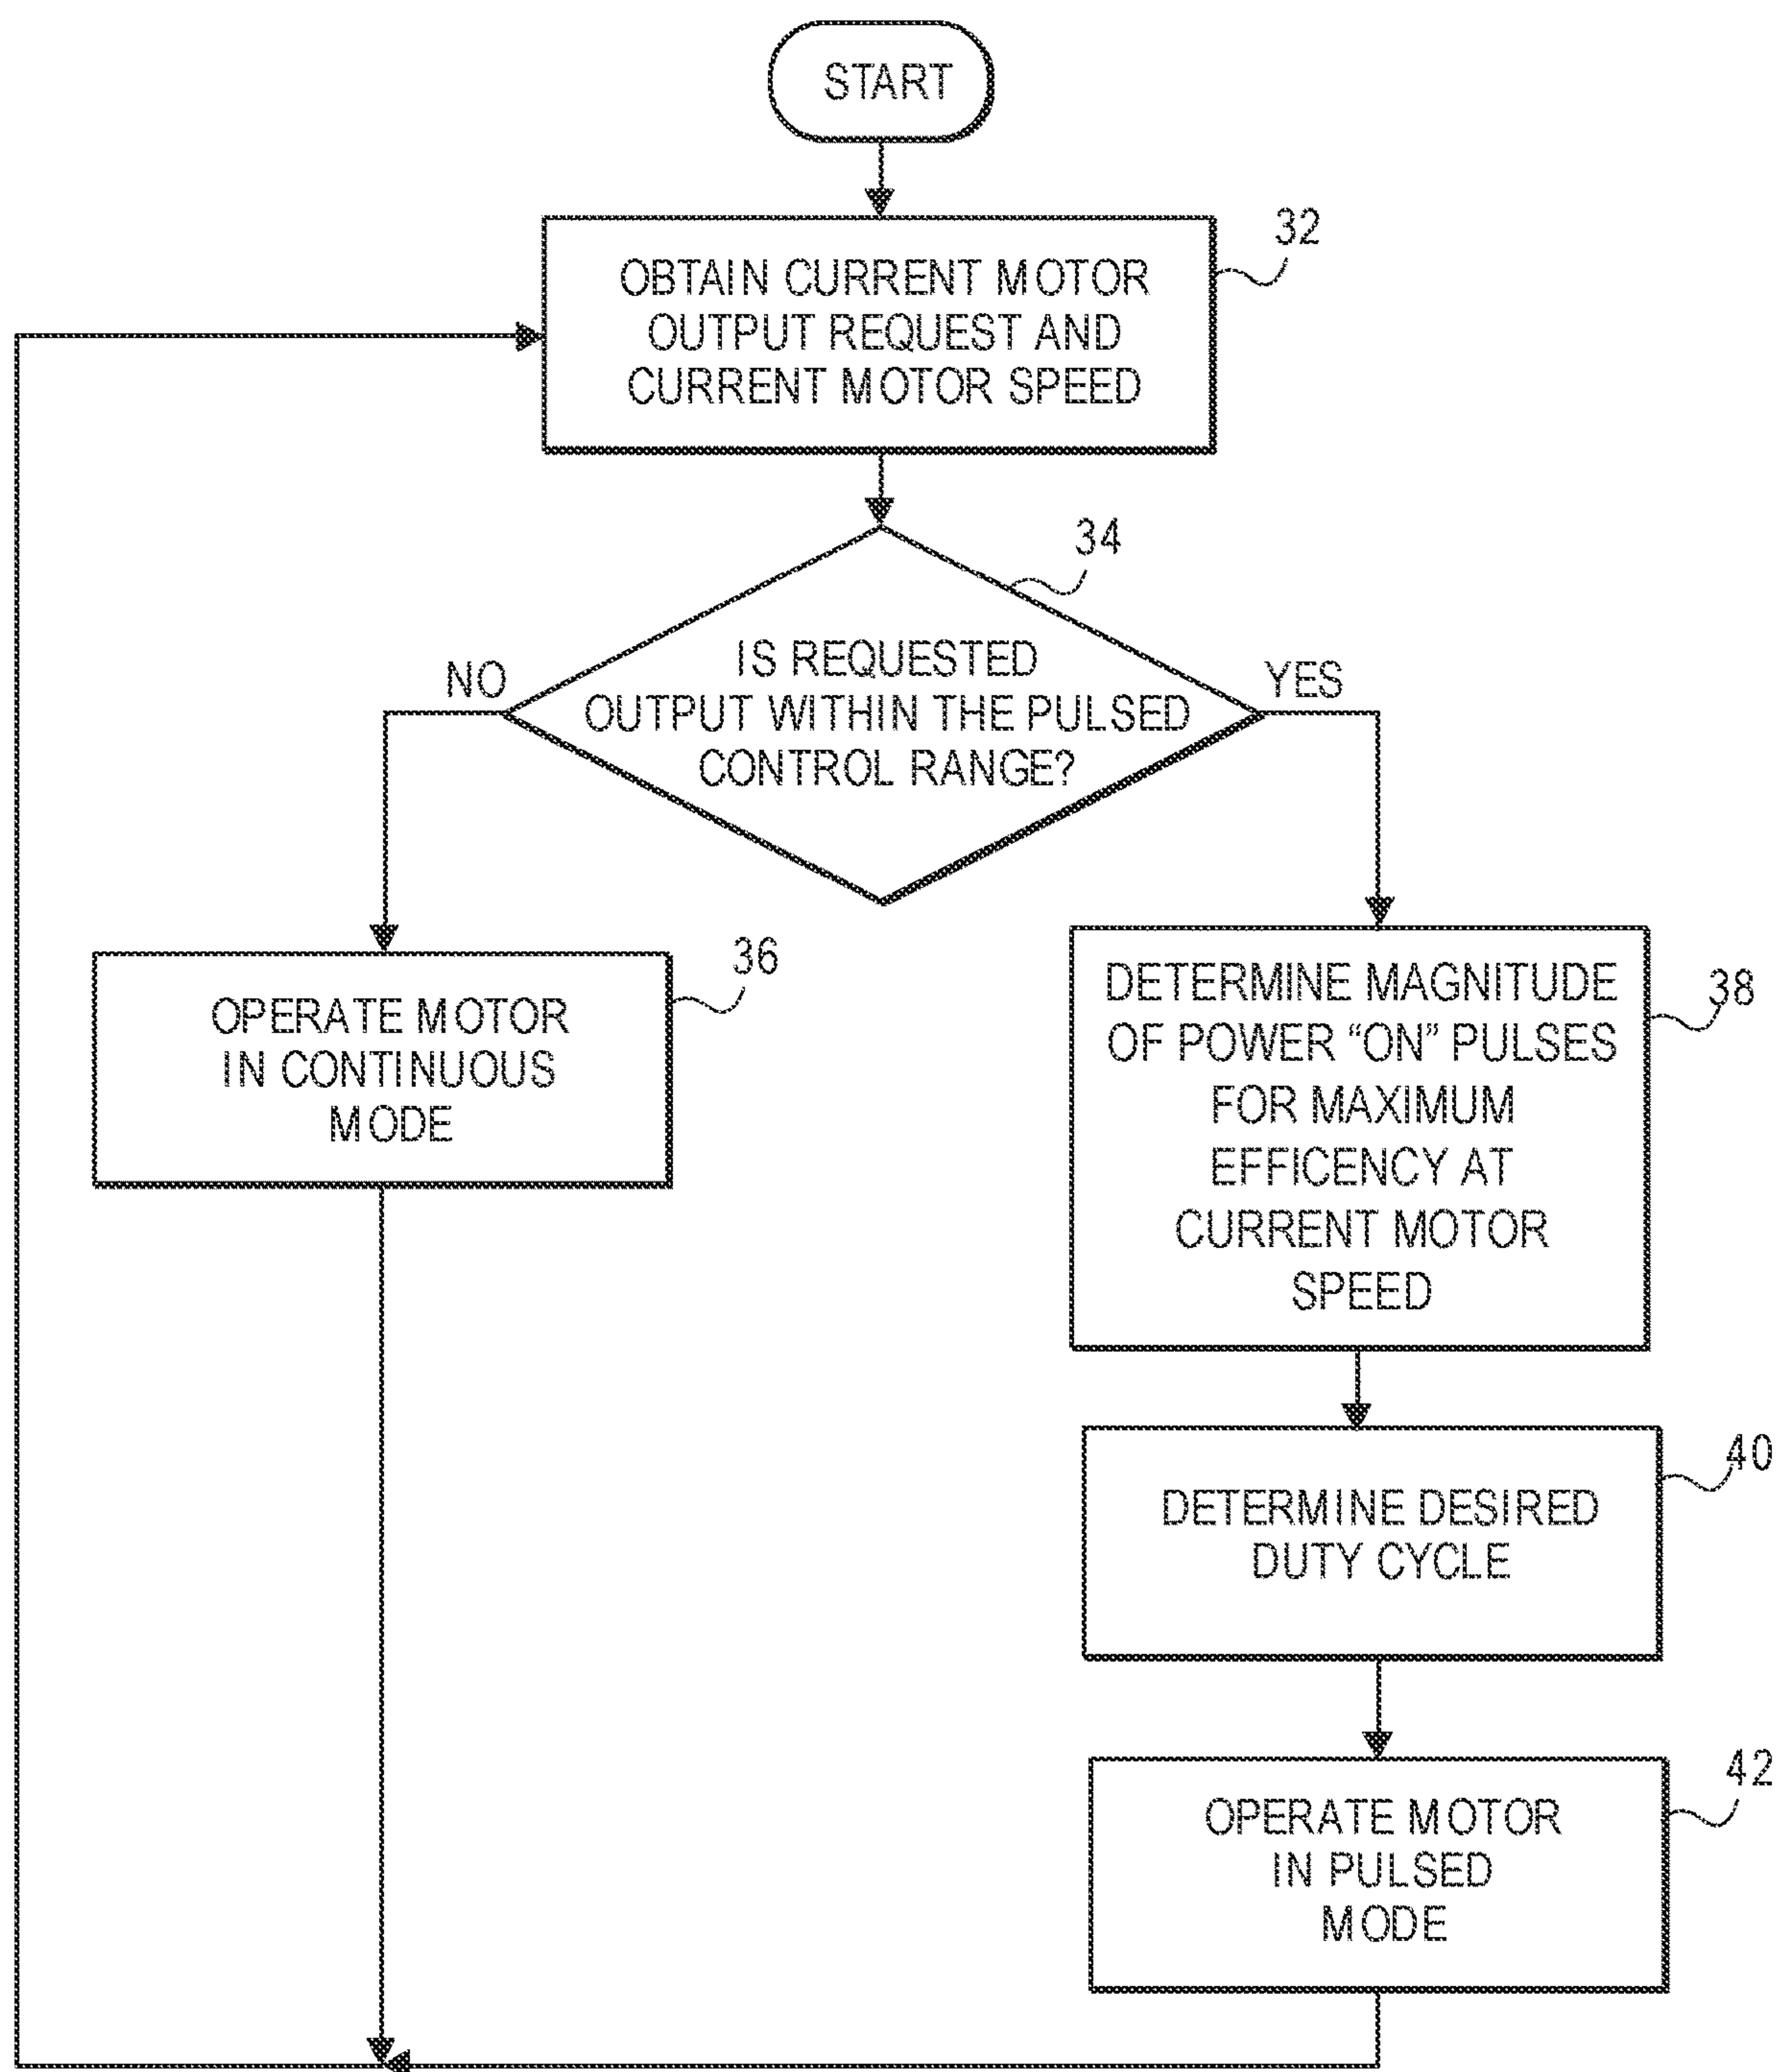 START
32
OBTAIN CURRENT MOTOR
OUTPUT REQUEST AND
CURRENT MOTOR SPEED
34
IS REQUESTED
OUTPUT WITHIN THE PULSED
CONTROL RANGE?
NO
YES
36
OPERATE MOTOR
IN CONTINUOUS
MODE
38
DETERMINE MAGNITUDE
OF POWER “ON” PULSES
FOR MAXIMUM
EFFICENCY AT
CURRENT MOTOR
SPEED
40
DETERMINE DESIRED
DUTY CYCLE
42
OPERATE MOTOR
IN PULSED
MODE